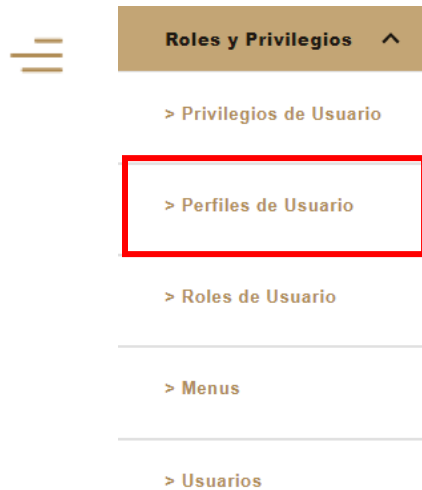 Roles y Privilegios
> Privilegios de Usuario
> Perfiles de Usuario
> Roles de Usuario
> Menus
> Usuarios